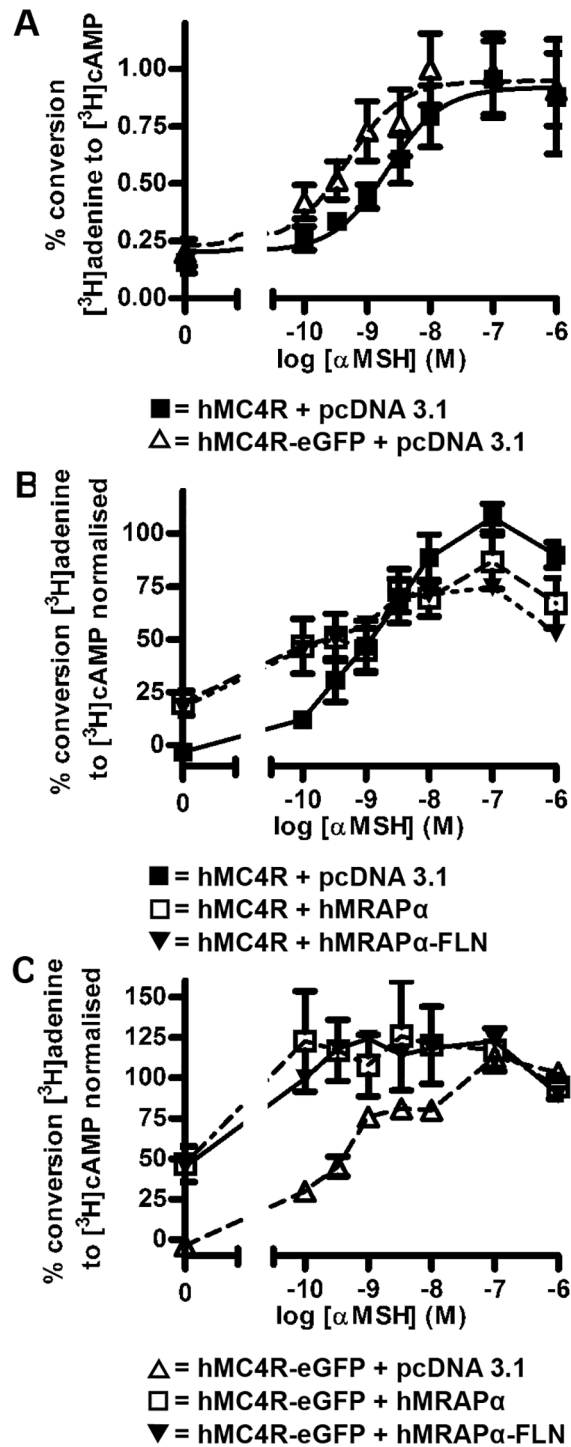 A
% conversion
[³H]adenine to [³H]cAMP
1.00
0.75
0.50
0.25
0.00
0 -10 -9 -8 -7 -6
log [αMSH] (M)
■ = hMC4R + pcDNA 3.1
△ = hMC4R-eGFP + pcDNA 3.1
B
% conversion [³H]adenine
to [³H]cAMP normalised
100
75
50
25
0
0 -10 -9 -8 -7 -6
log [αMSH] (M)
■ = hMC4R + pcDNA 3.1
□ = hMC4R + hMRAPα
▼ = hMC4R + hMRAPα-FLN
C
% conversion [³H]adenine
to [³H]cAMP normalised
150
125
100
75
50
25
0
0 -10 -9 -8 -7 -6
log [αMSH] (M)
△ = hMC4R-eGFP + pcDNA 3.1
□ = hMC4R-eGFP + hMRAPα
▼ = hMC4R-eGFP + hMRAPα-FLN